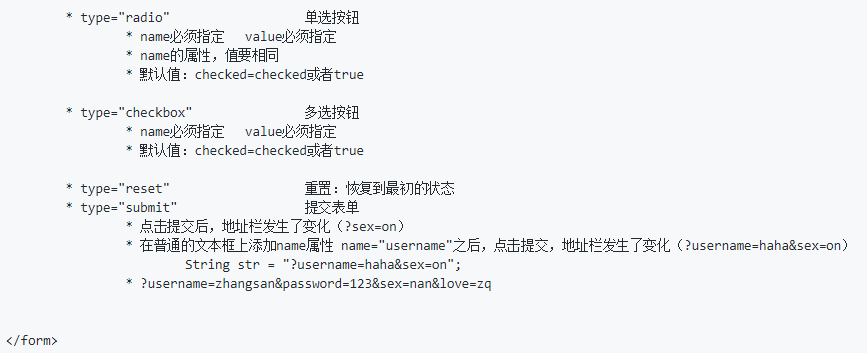 * type="radio" 单选按钮
* name必须指定 value必须指定
* name的属性，值要相同
* 默认值：checked=checked或者true
* type="checkbox" 多选按钮
* name必须指定 value必须指定
* 默认值：checked=checked或者true
* type="reset" 重置：恢复到最初的状态
* type="submit" 提交表单
* 点击提交后，地址栏发生了变化（?sex=on）
* 在普通的文本框上添加name属性 name="username"之后，点击提交，地址栏发生了变化（?username=haha&sex=on）
String str = "?username=haha&sex=on";
* ?username=zhangsan&password=123&sex=nan&love=zq
</form>